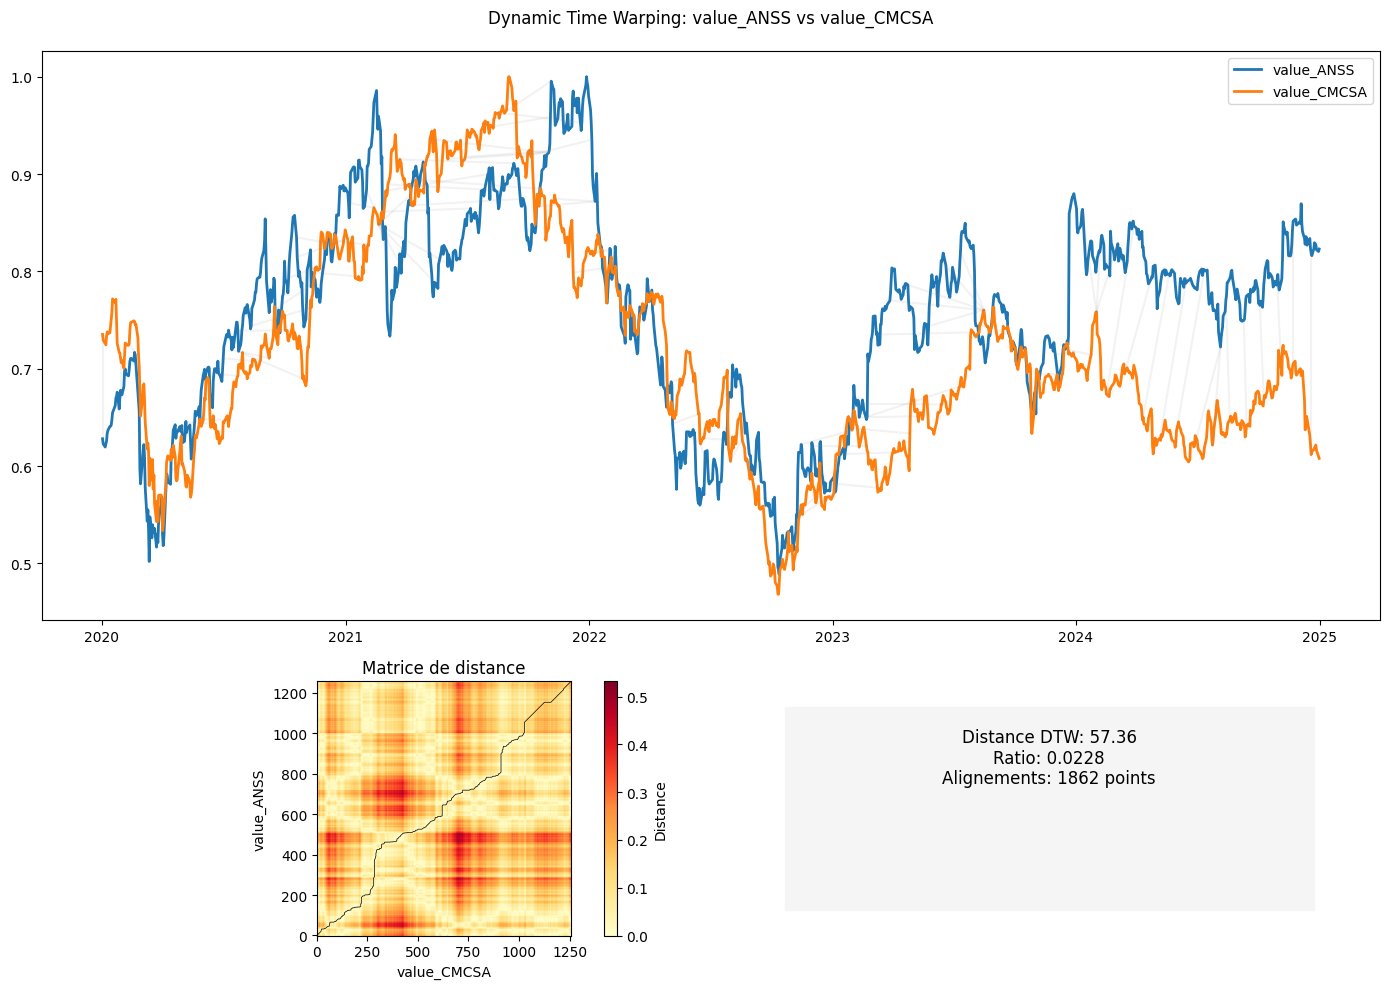 Dynamic Time Warping: value_ANSS vs value_CMCSA
value_ANSS
value_CMCSA
1.0
0.9
0.8
0.7
0.6
0.5
2020 2021 2022 2023 2024 2025
Matrice de distance
value_ANSS
1200
1000
800
600
400
200
0
0 250 500 750 1000 1250
value_CMCSA
0.5
0.4
0.3
0.2
0.1
0.0
Distance
Distance DTW: 57.36
Ratio: 0.0228
Alignements: 1862 points